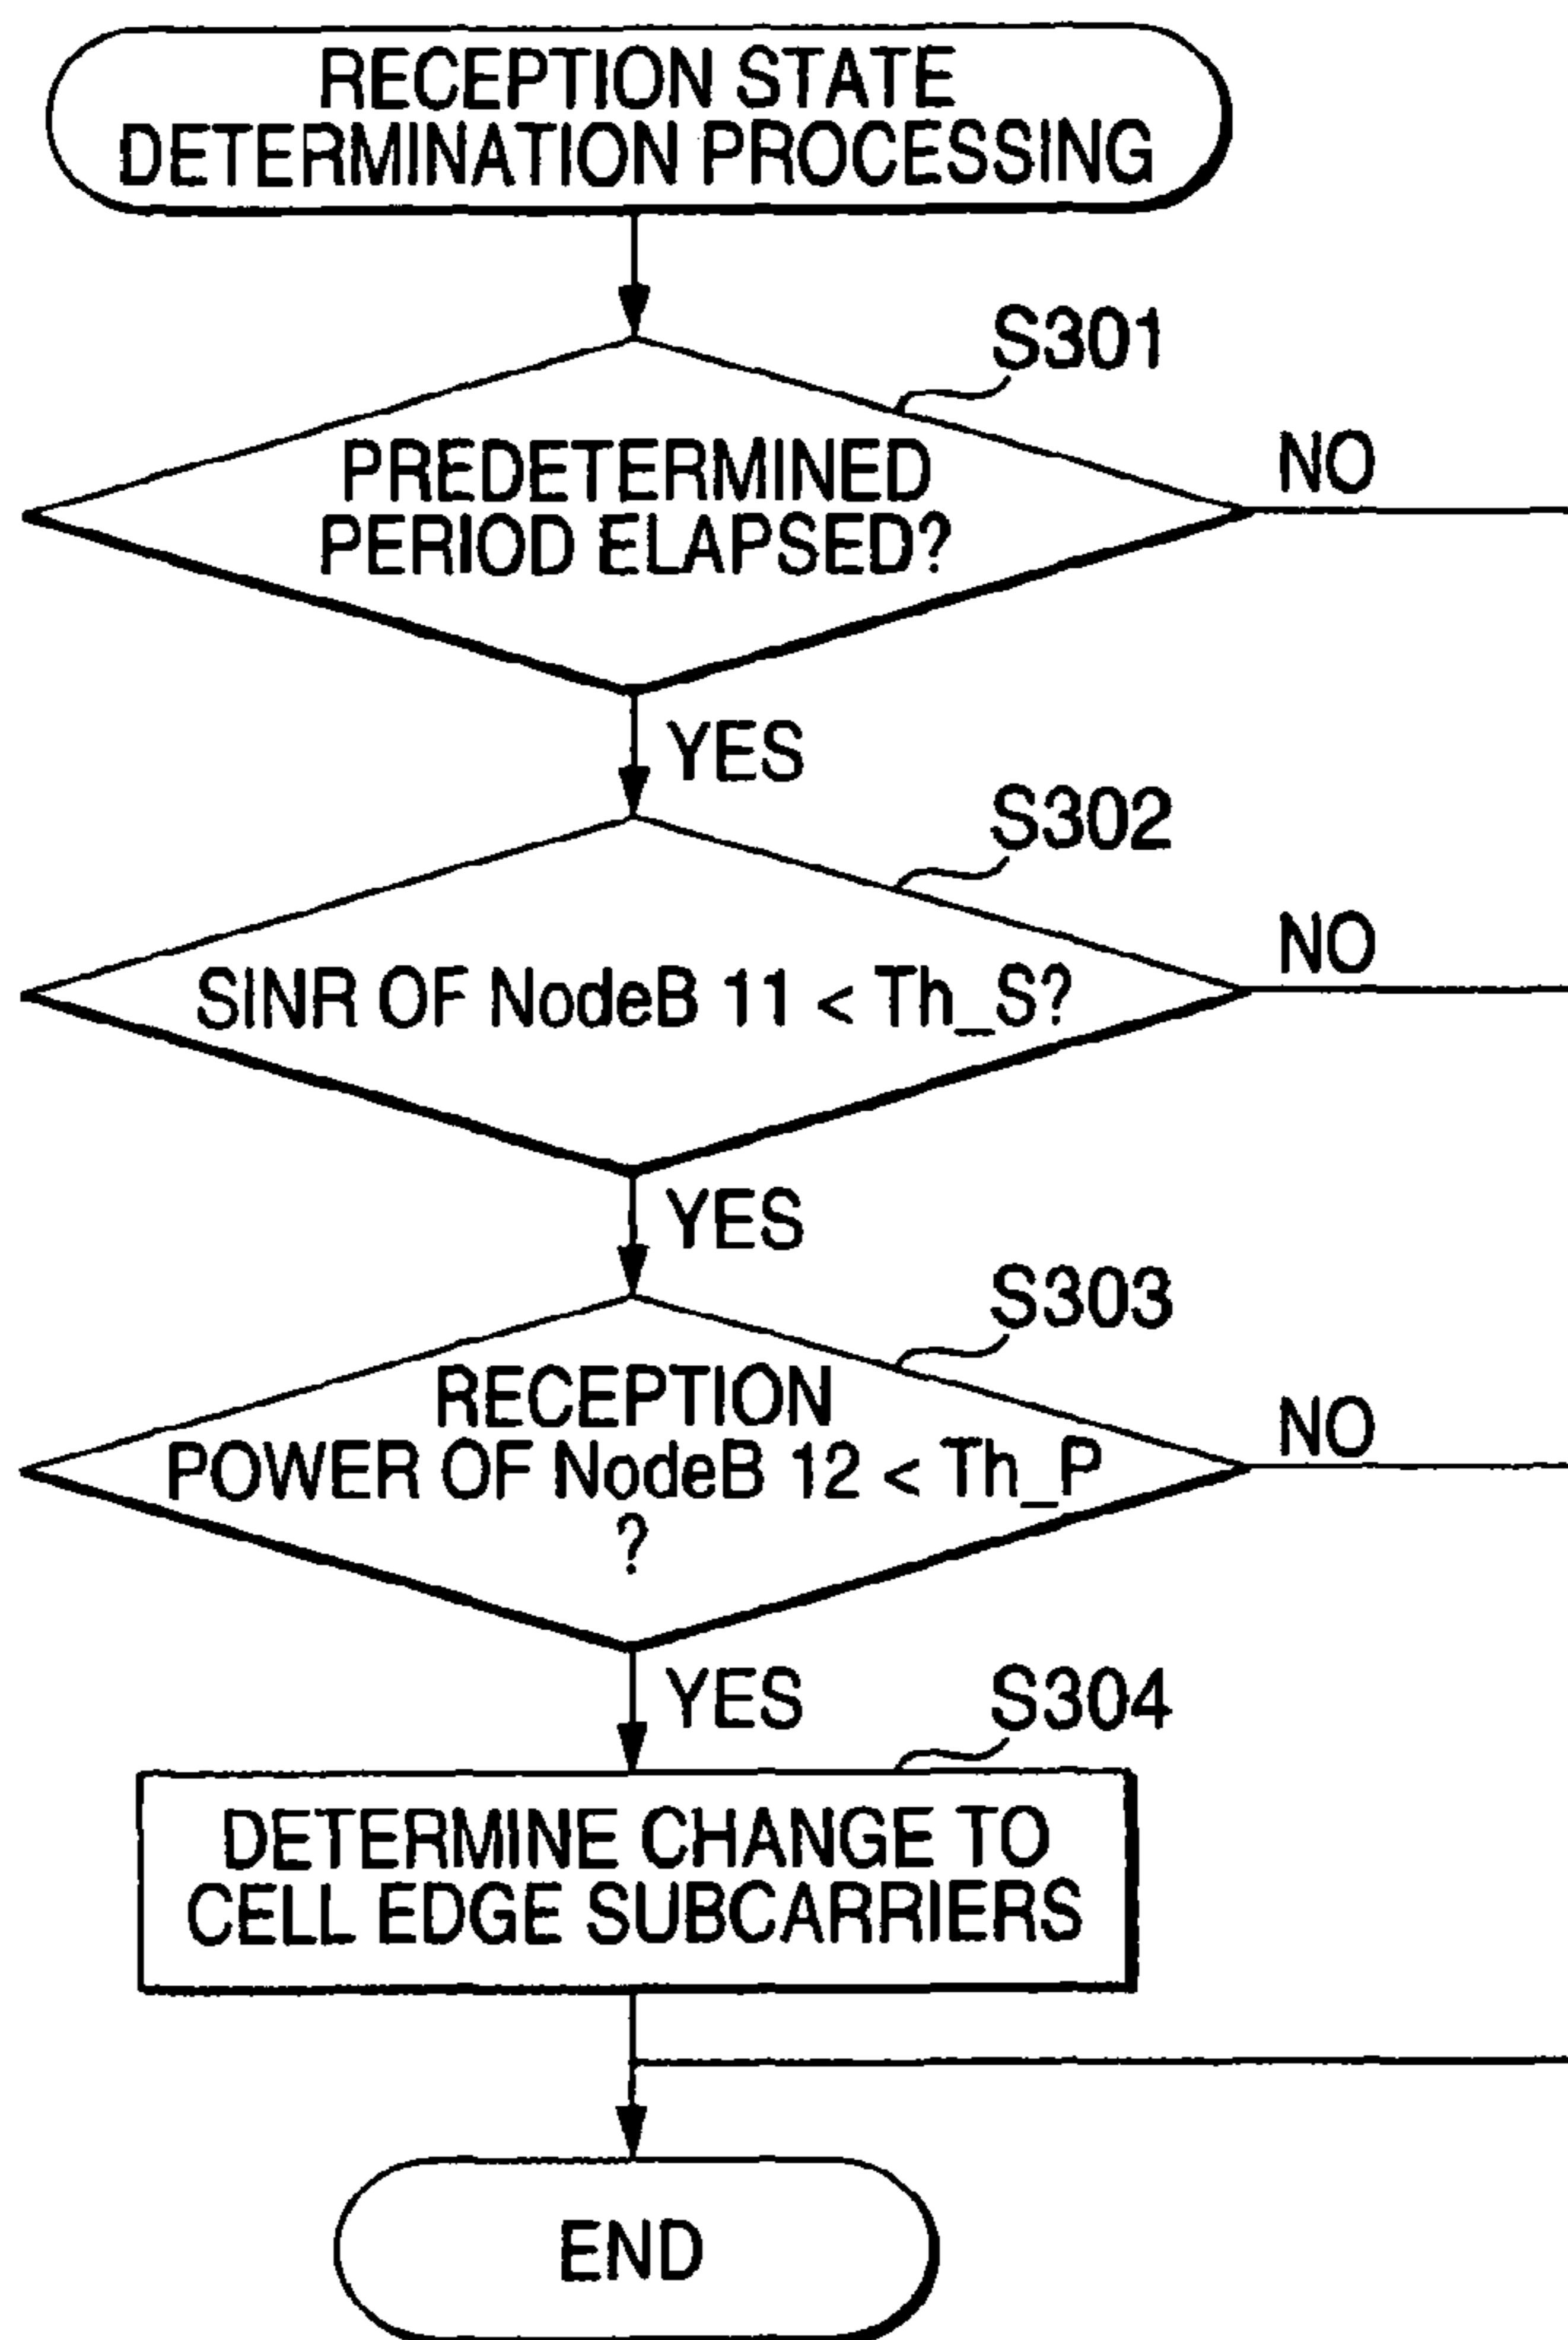 RECEPTION STATE
DETERMINATION PROCESSING
S301
PREDETERMINED
PERIOD ELAPSED?
NO
YES
S302
SINR OF NodeB 11 < Th_S?
NO
YES
S303
RECEPTION
POWER OF NodeB 12 < Th_P
?
NO
YES
S304
DETERMINE CHANGE TO
CELL EDGE SUBCARRIERS
END